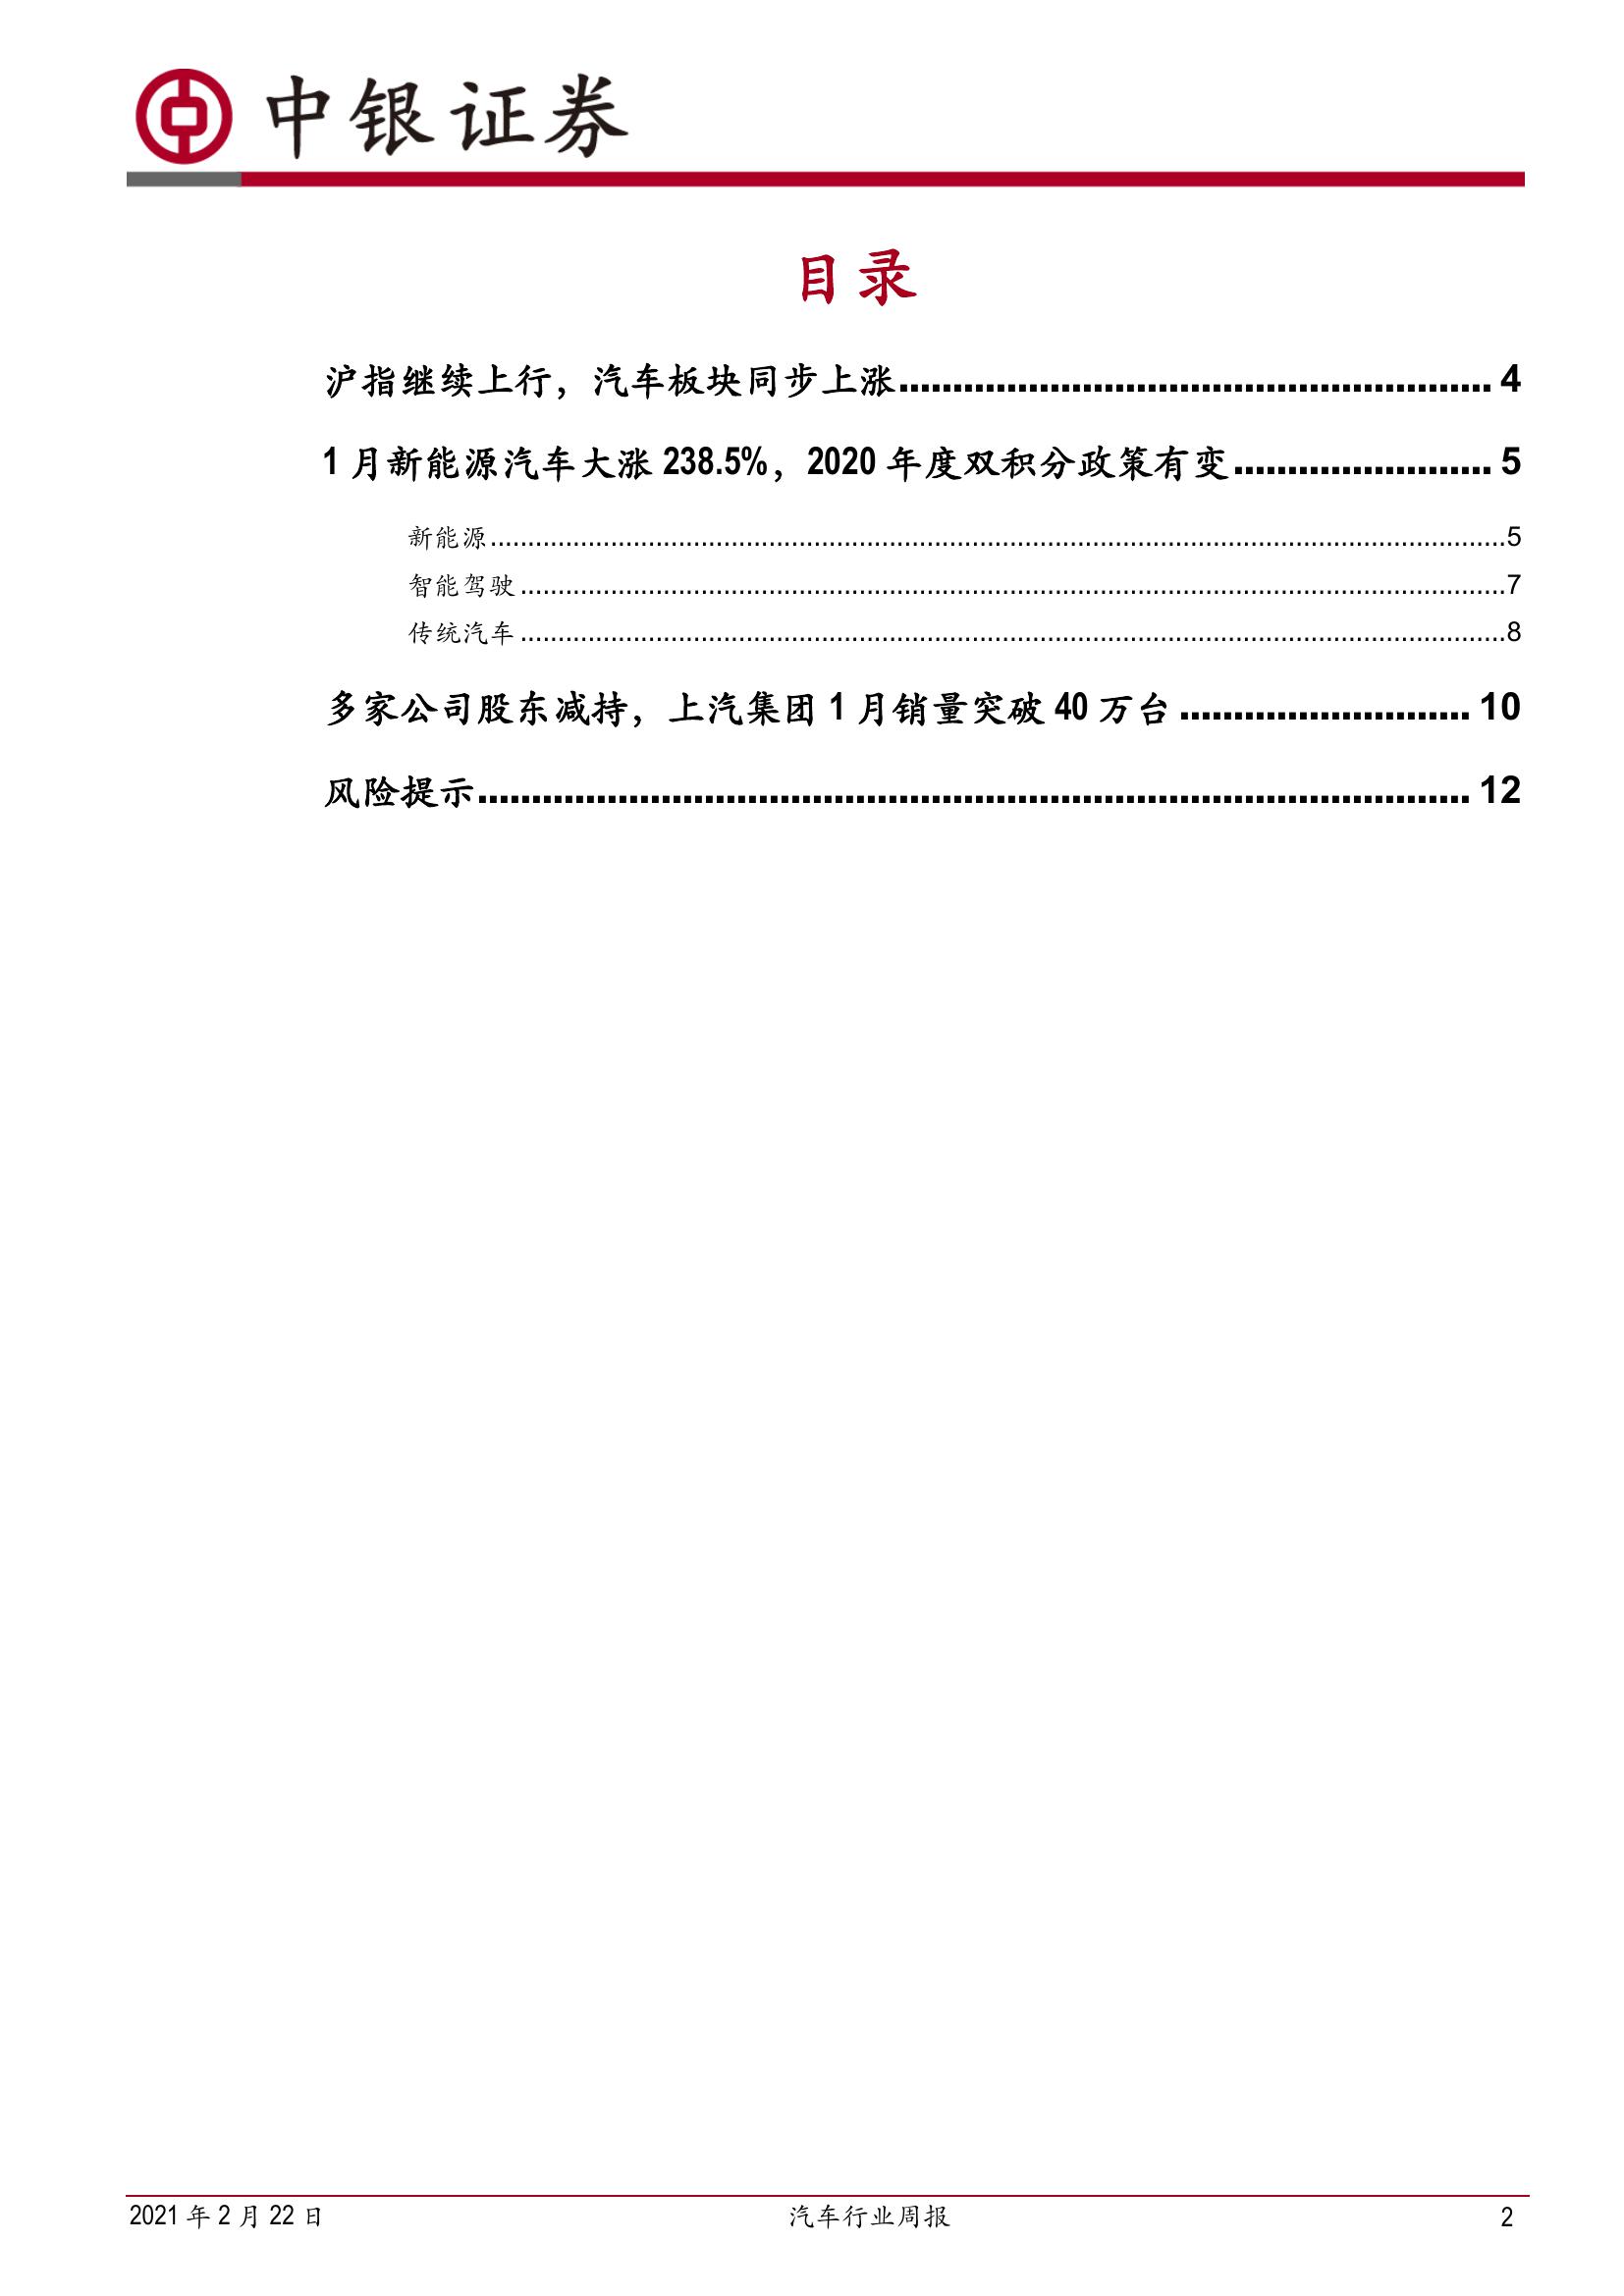 中银证券
目录
沪指继续上行，汽车板块同步上涨...................................................... 4
1 月新能源汽车大涨 238.5%，2020 年度双积分政策有变........................ 5
新能源.......................................................................................................................................5
智能驾驶...................................................................................................................................7
传统汽车...................................................................................................................................8
多家公司股东减持，上汽集团 1 月销量突破 40 万台........................... 10
风险提示............................................................................................ 12
2021 年 2 月 22 日 汽车行业周报 2